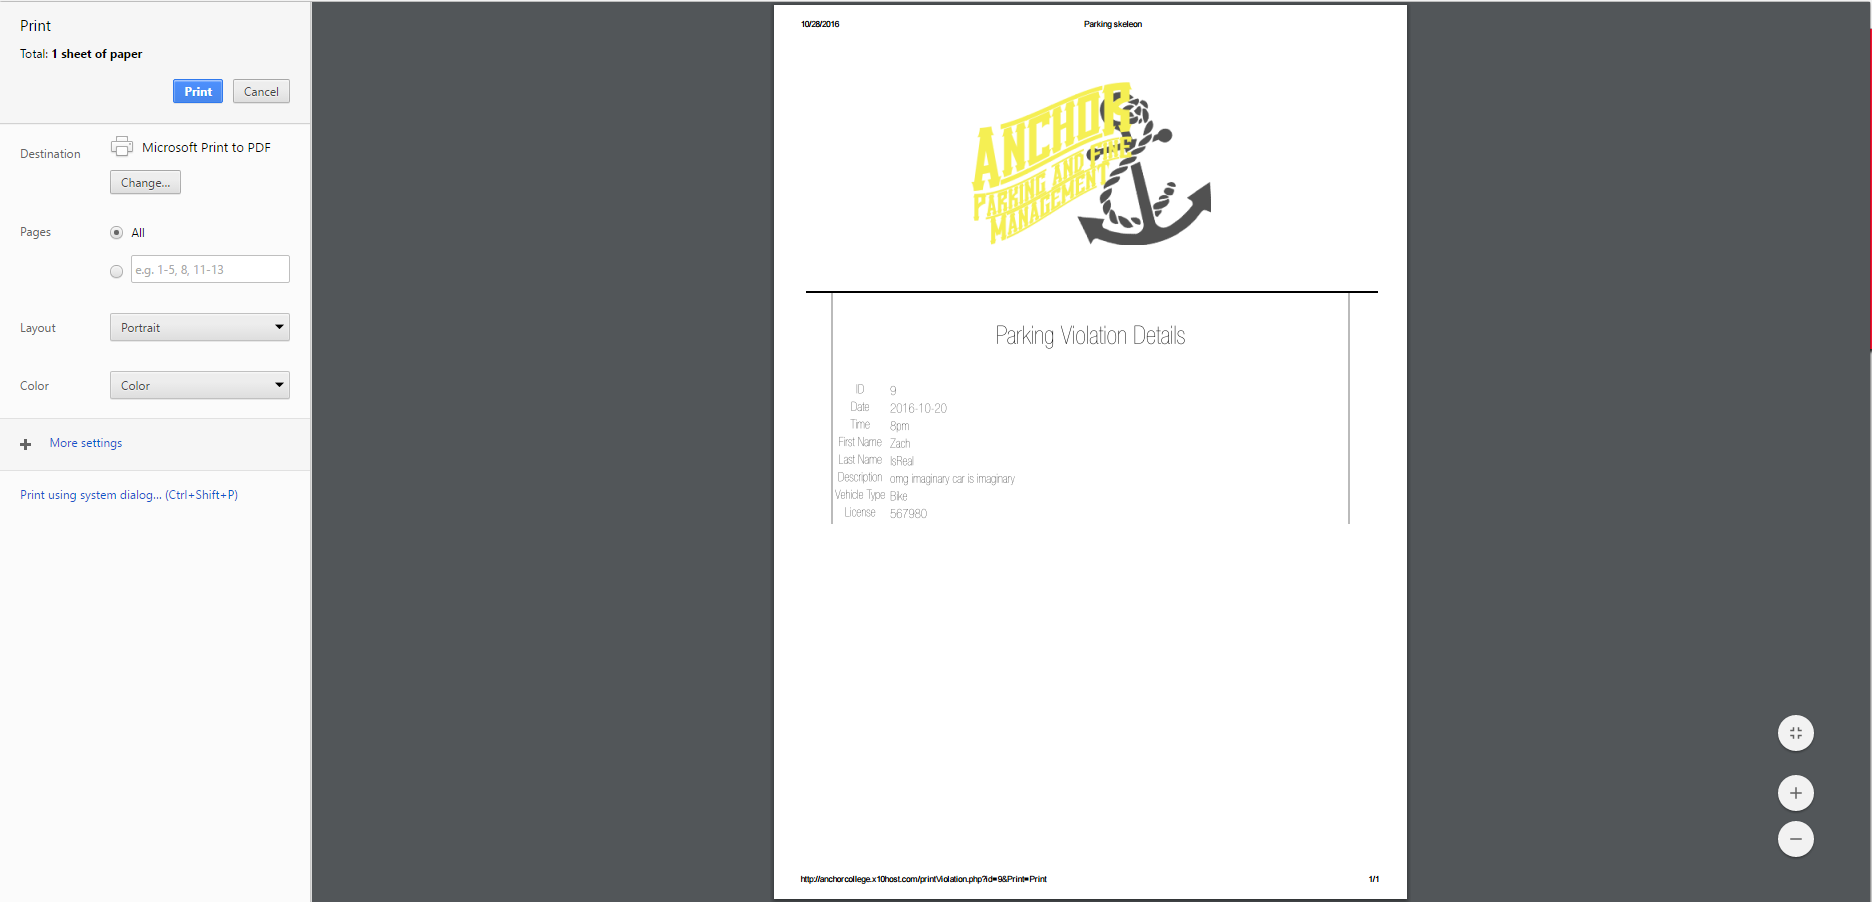 Print
Total: 1 sheet of paper
Print Cancel
Destination Microsoft Print to PDF
Change...
Pages All
e.g. 1-5, 8, 11-13
Layout Portrait
Color Color
More settings
Print using system dialog... (Ctrl+Shift+P)
10/28/2016 Parking skeleon
ANCHOR
PARKING AND FINE
MANAGEMENT
Parking Violation Details
ID 9
Date 2016-10-20
Time 8pm
First Name Zach
Last Name IsReal
Description omg imaginary car is imaginary
Vehicle Type Bike
License 567980
http://anchorcollege.x10host.com/printViolation.php?id=9&Print=Print 1/1